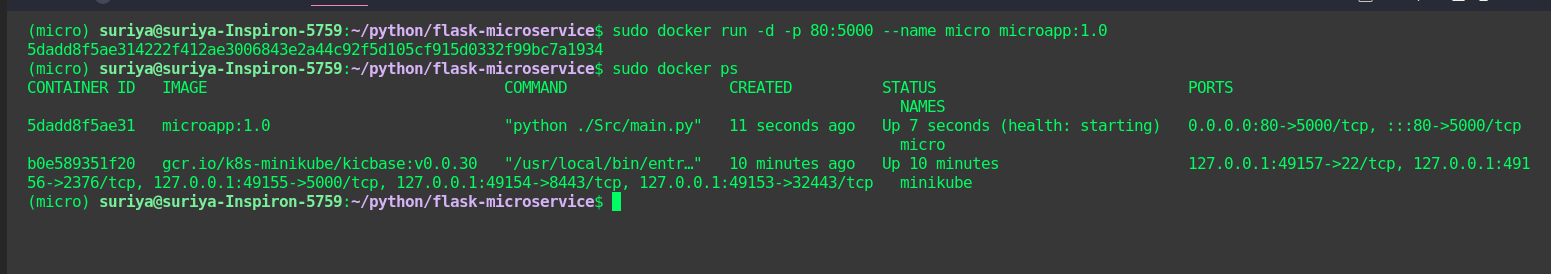 (micro) suriya@suriya-Inspiron-5759:~/python/flask-microservice$ sudo docker run -d -p 80:5000 --name micro microapp:1.0
5dadd8f5ae314222f412ae3006843e2a44c92f5d105cf915d0332f99bc7a1934
(micro) suriya@suriya-Inspiron-5759:~/python/flask-microservice$ sudo docker ps
CONTAINER ID   IMAGE                                 COMMAND                  CREATED          STATUS                            PORTS
NAMES
5dadd8f5ae31   microapp:1.0                          "python ./Src/main.py"   11 seconds ago   Up 7 seconds (health: starting)   0.0.0.0:80->5000/tcp, :::80->5000/tcp
micro
b0e589351f20   gcr.io/k8s-minikube/kicbase:v0.0.30   "/usr/local/bin/entr…"   10 minutes ago   Up 10 minutes                     127.0.0.1:49157->22/tcp, 127.0.0.1:491
56->2376/tcp, 127.0.0.1:49155->5000/tcp, 127.0.0.1:49154->8443/tcp, 127.0.0.1:49153->32443/tcp   minikube
(micro) suriya@suriya-Inspiron-5759:~/python/flask-microservice$